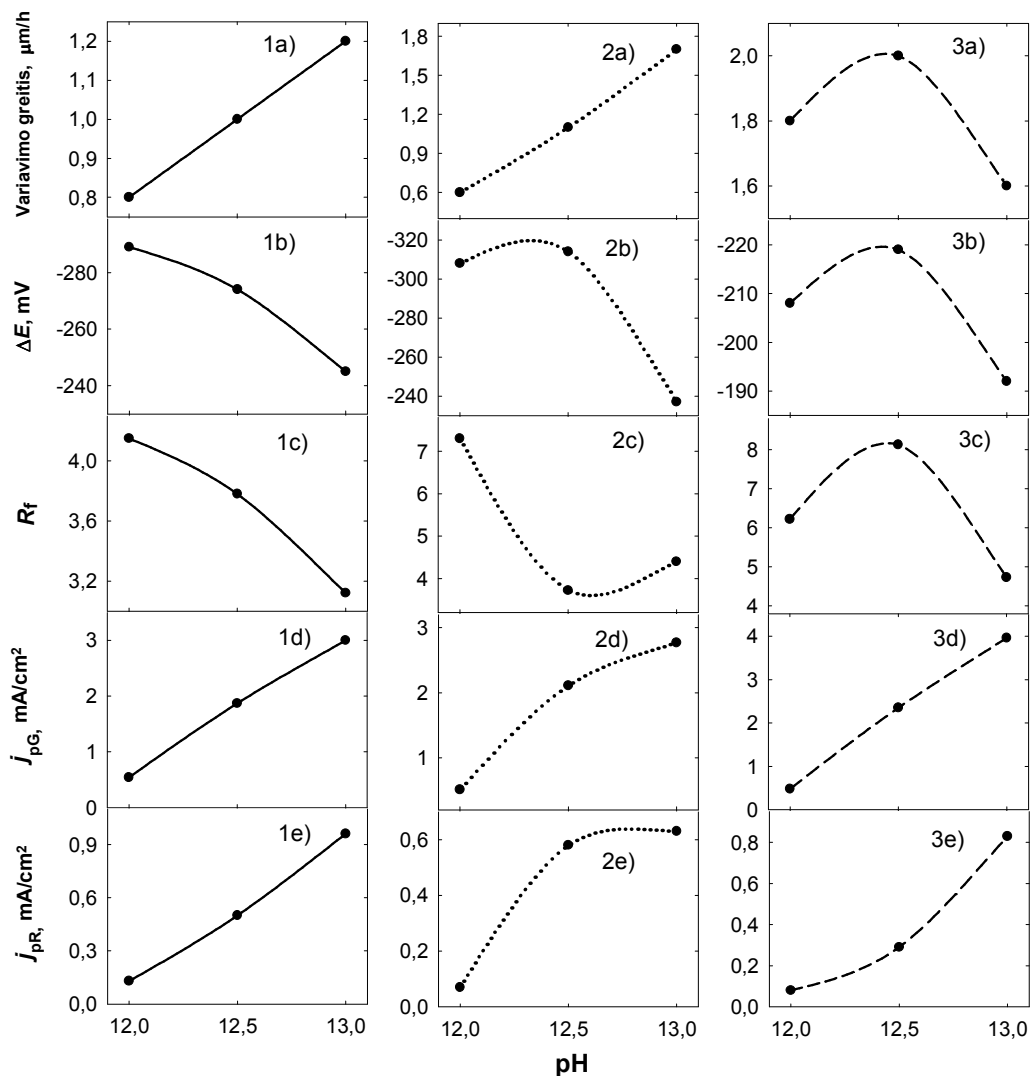 Variavimo greitis, µm/h
1,2
1,1
1,0
0,9
0,8
1a)
1,8
1,5
1,2
0,9
0,6
2a)
2,0
1,8
1,6
3a)
ΔE, mV
-280
-260
-240
1b)
-320
-300
-280
-260
-240
2b)
-220
-210
-200
-190
3b)
Rf
4,0
3,6
3,2
1c)
7
6
5
4
2c)
8
7
6
5
4
3c)
jpG, mA/cm²
3
2
1
0
1d)
3
2
1
2d)
4
3
2
1
0
3d)
jpR, mA/cm²
0,9
0,6
0,3
0,0
1e)
0,6
0,4
0,2
0,0
2e)
0,8
0,6
0,4
0,2
0,0
3e)
12,0 12,5 13,0
12,0 12,5 13,0
12,0 12,5 13,0
pH